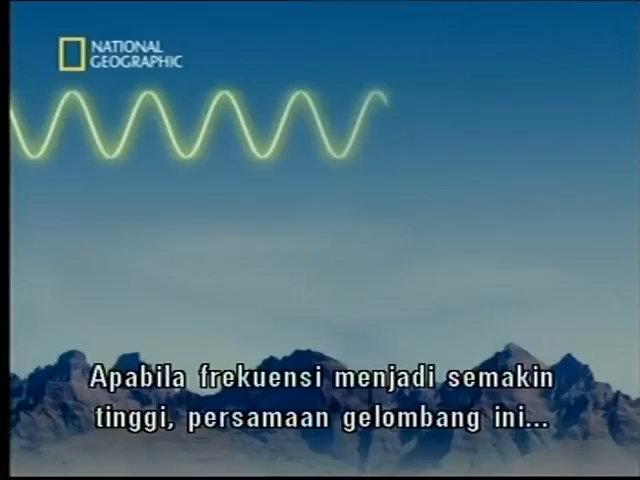 NATIONAL
GEOGRAPHIC
Apabila frekuensi menjadi semakin
tinggi, persamaan gelombang ini...